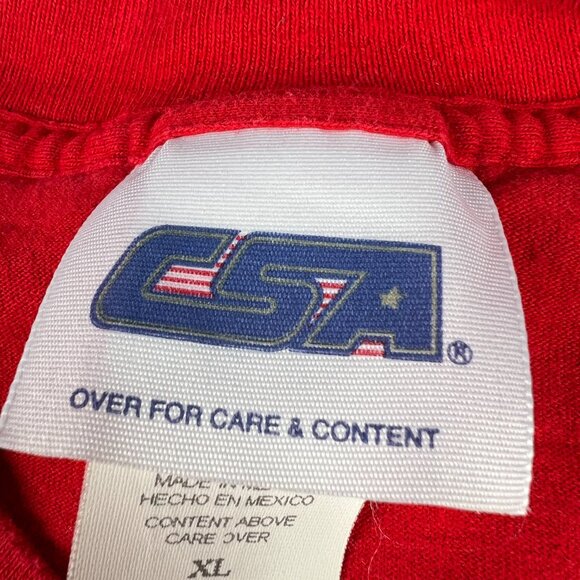 CSA®
OVER FOR CARE & CONTENT
MADE IN
HECHO EN MEXICO
CONTENT ABOVE
CARE OVER
XL